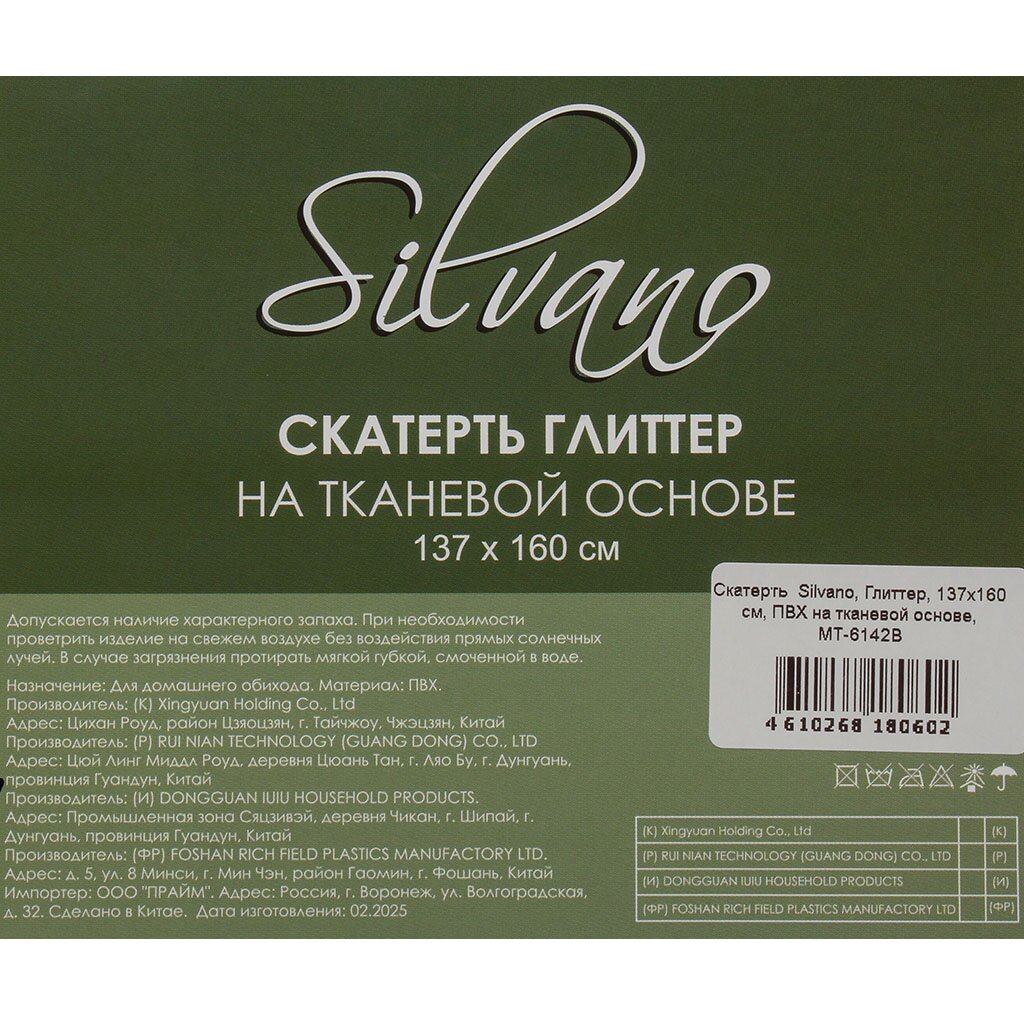 Silvano
СКАТЕРТЬ ГЛИТТЕР
НА ТКАНЕВОЙ ОСНОВЕ
137 х 160 см
Скатерть Silvano, Глиттер, 137х160
см, ПВХ на тканевой основе,
МТ-6142В
4 610268 180602
Допускается наличие характерного запаха. При необходимости
проветрить изделие на свежем воздухе без воздействия прямых солнечных
лучей. В случае загрязнения протирать мягкой губкой, смоченной в воде.
Назначение: Для домашнего обихода. Материал: ПВХ.
Производитель: (К) Xingyuan Holding Co., Ltd
Адрес: Цихан Роуд, район Цзяоцзян, г. Тайчжоу, Чжэцзян, Китай
Производитель: (Р) RUI NIAN TECHNOLOGY (GUANG DONG) CO., LTD
Адрес: Цюй Линг Миддл Роуд, деревня Цюань Тан, г. Ляо Бу, г. Дунгуань,
провинция Гуандун, Китай
Производитель: (И) DONGGUAN IUIU HOUSEHOLD PRODUCTS.
Адрес: Промышленная зона Сяцзивэй, деревня Чикан, г. Шипай, г.
Дунгуань, провинция Гуандун, Китай
Производитель: (ФР) FOSHAN RICH FIELD PLASTICS MANUFACTORY LTD.
Адрес: д. 5, ул. 8 Минси, г. Мин Чэн, район Гаомин, г. Фошань, Китай
Импортер: ООО "ПРАЙМ". Адрес: Россия, г. Воронеж, ул. Волгоградская,
д. 32. Сделано в Китае. Дата изготовления: 02.2025
(К) Xingyuan Holding Co., Ltd (К)
(Р) RUI NIAN TECHNOLOGY (GUANG DONG) CO., LTD (Р)
(И) DONGGUAN IUIU HOUSEHOLD PRODUCTS (И)
(ФР) FOSHAN RICH FIELD PLASTICS MANUFACTORY LTD (ФР)